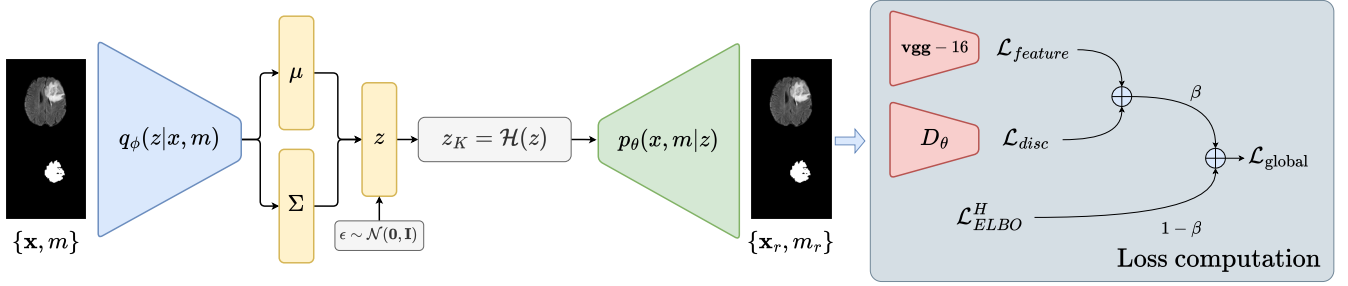 {x, m}
q_ϕ(z|x, m)
μ
Σ
z
ϵ ∼ 𝒩(0, I)
z_K = ℋ(z)
p_θ(x, m|z)
{x_r, m_r}
vgg − 16
ℒ_feature
D_θ
ℒ_disc
β
ℒ_global
ℒ^H_ELBO
1 − β
Loss computation